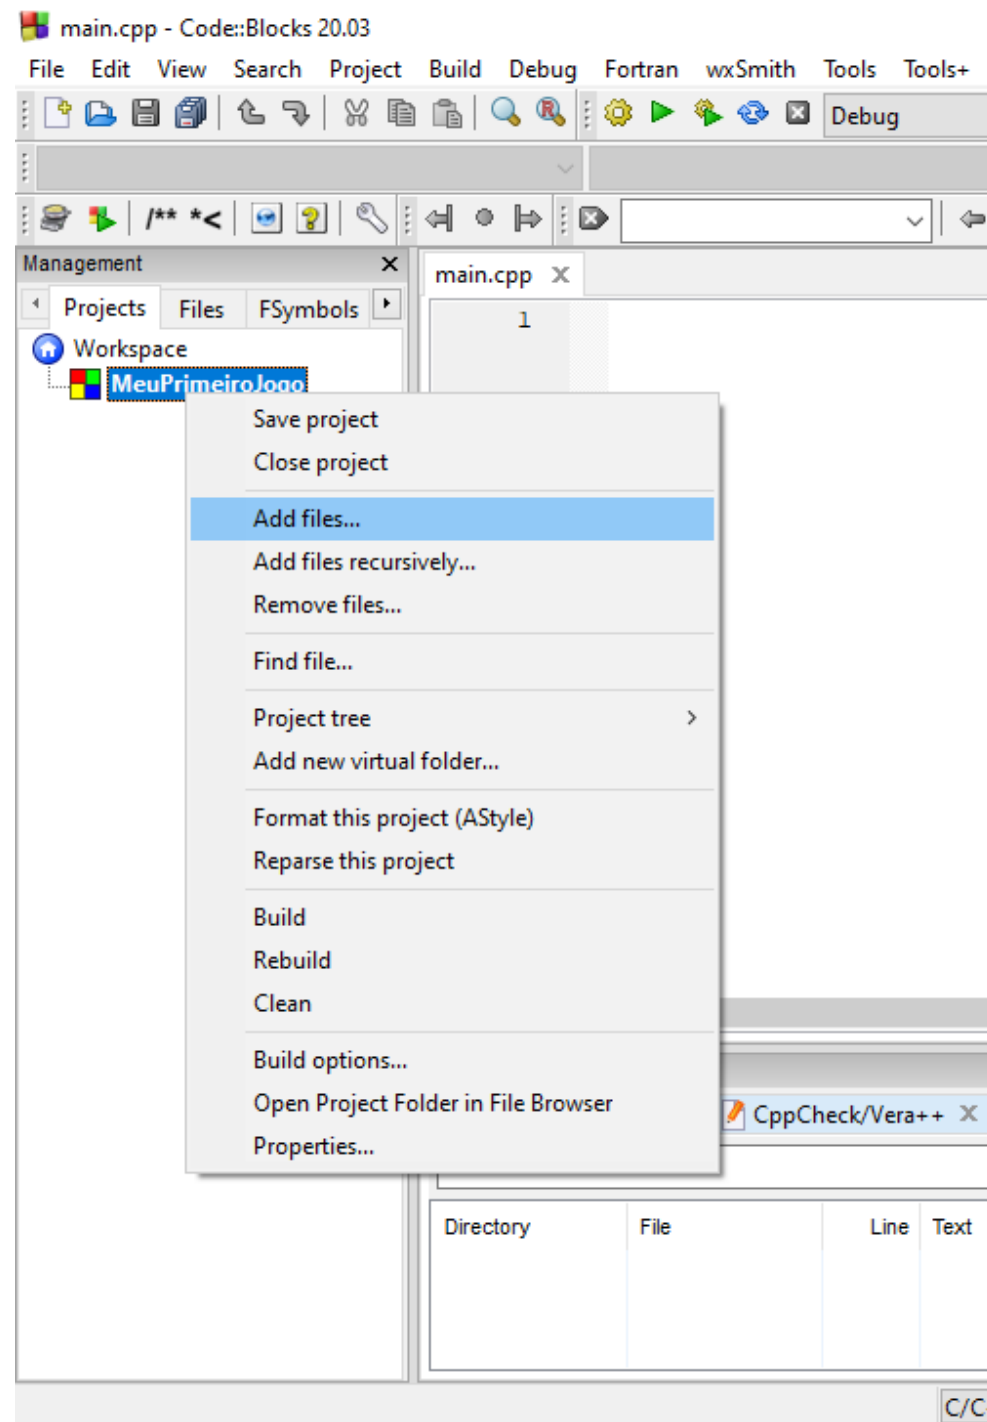 main.cpp - Code::Blocks 20.03
File Edit View Search Project Build Debug Fortran wxSmith Tools Tools+
Debug
/** *<
Management
main.cpp
Projects Files FSymbols
1
Workspace
MeuPrimeiroJogo
Save project
Close project
Add files...
Add files recursively...
Remove files...
Find file...
Project tree
Add new virtual folder...
Format this project (AStyle)
Reparse this project
Build
Rebuild
Clean
Build options...
Open Project Folder in File Browser
Properties...
CppCheck/Vera++
Directory File Line Text
C/C